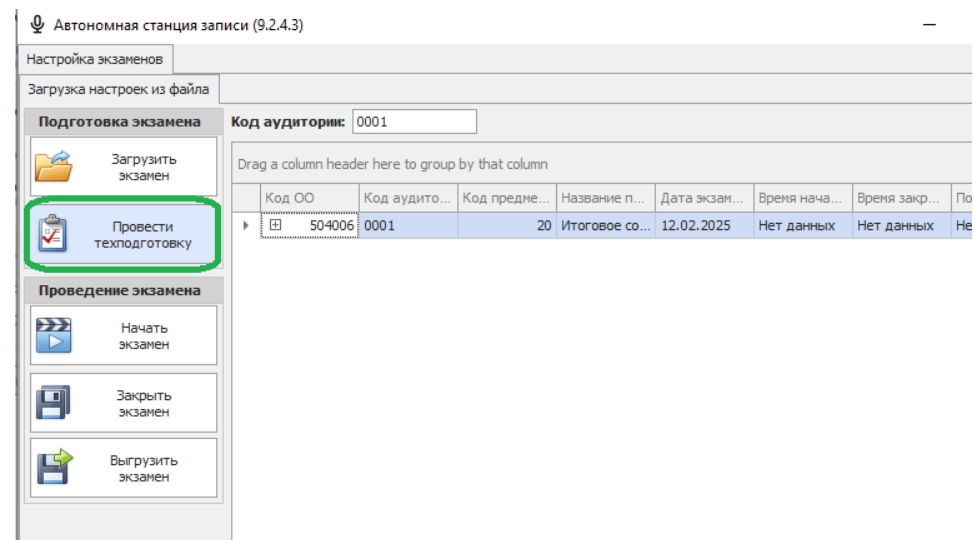 Автономная станция записи (9.2.4.3)
Настройка экзаменов
Загрузка настроек из файла
Подготовка экзамена
Код аудитории: 0001
Загрузить
экзамен
Drag a column header here to group by that column
Код ОО Код аудито... Код предме... Название п... Дата экзам... Время нача... Время закр... По
Провести
техподготовку
504006 0001 20 Итоговое со... 12.02.2025 Нет данных Нет данных Не
Проведение экзамена
Начать
экзамен
Закрыть
экзамен
Выгрузить
экзамен